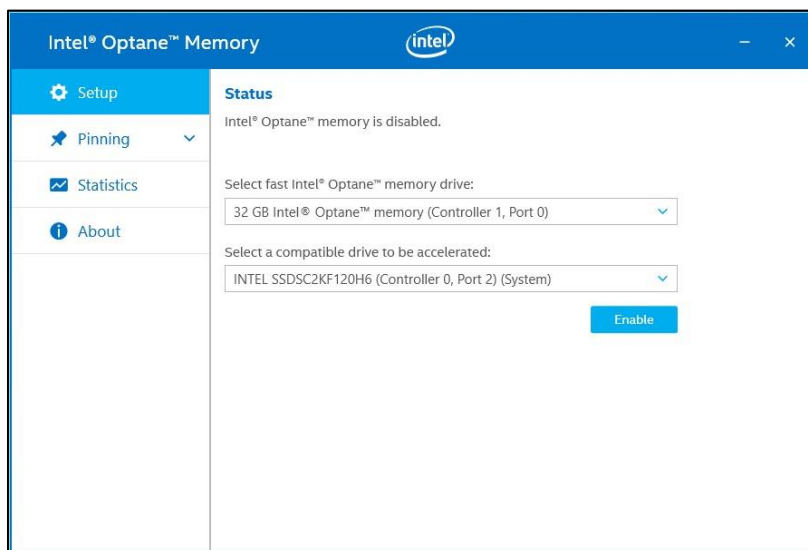 Intel® Optane™ Memory
intel
Setup
Pinning
Statistics
About
Status
Intel® Optane™ memory is disabled.
Select fast Intel® Optane™ memory drive:
32 GB Intel® Optane™ memory (Controller 1, Port 0)
Select a compatible drive to be accelerated:
INTEL SSDSC2KF120H6 (Controller 0, Port 2) (System)
Enable